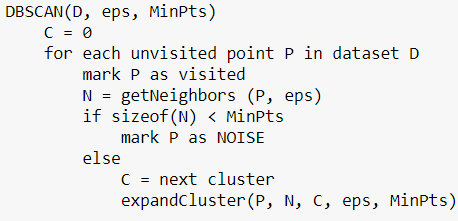 DBSCAN(D, eps, MinPts)
    C = 0
    for each unvisited point P in dataset D
        mark P as visited
        N = getNeighbors (P, eps)
        if sizeof(N) < MinPts
            mark P as NOISE
        else
            C = next cluster
            expandCluster(P, N, C, eps, MinPts)